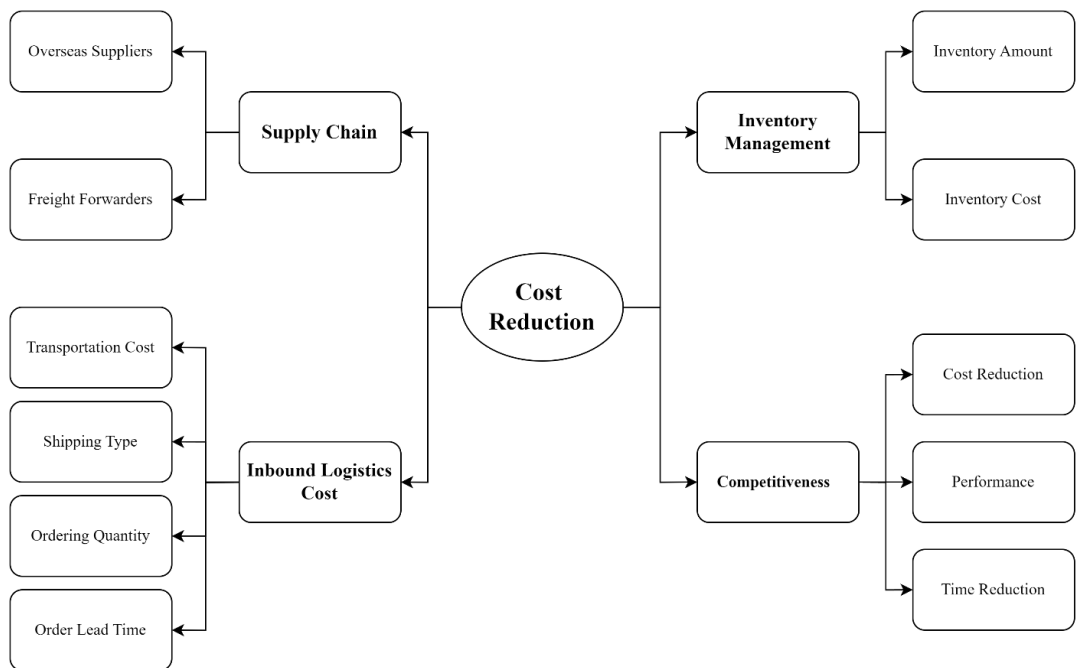 Overseas Suppliers
Freight Forwarders
Supply Chain
Transportation Cost
Shipping Type
Ordering Quantity
Order Lead Time
Inbound Logistics
Cost
Cost
Reduction
Inventory
Management
Inventory Amount
Inventory Cost
Competitiveness
Cost Reduction
Performance
Time Reduction